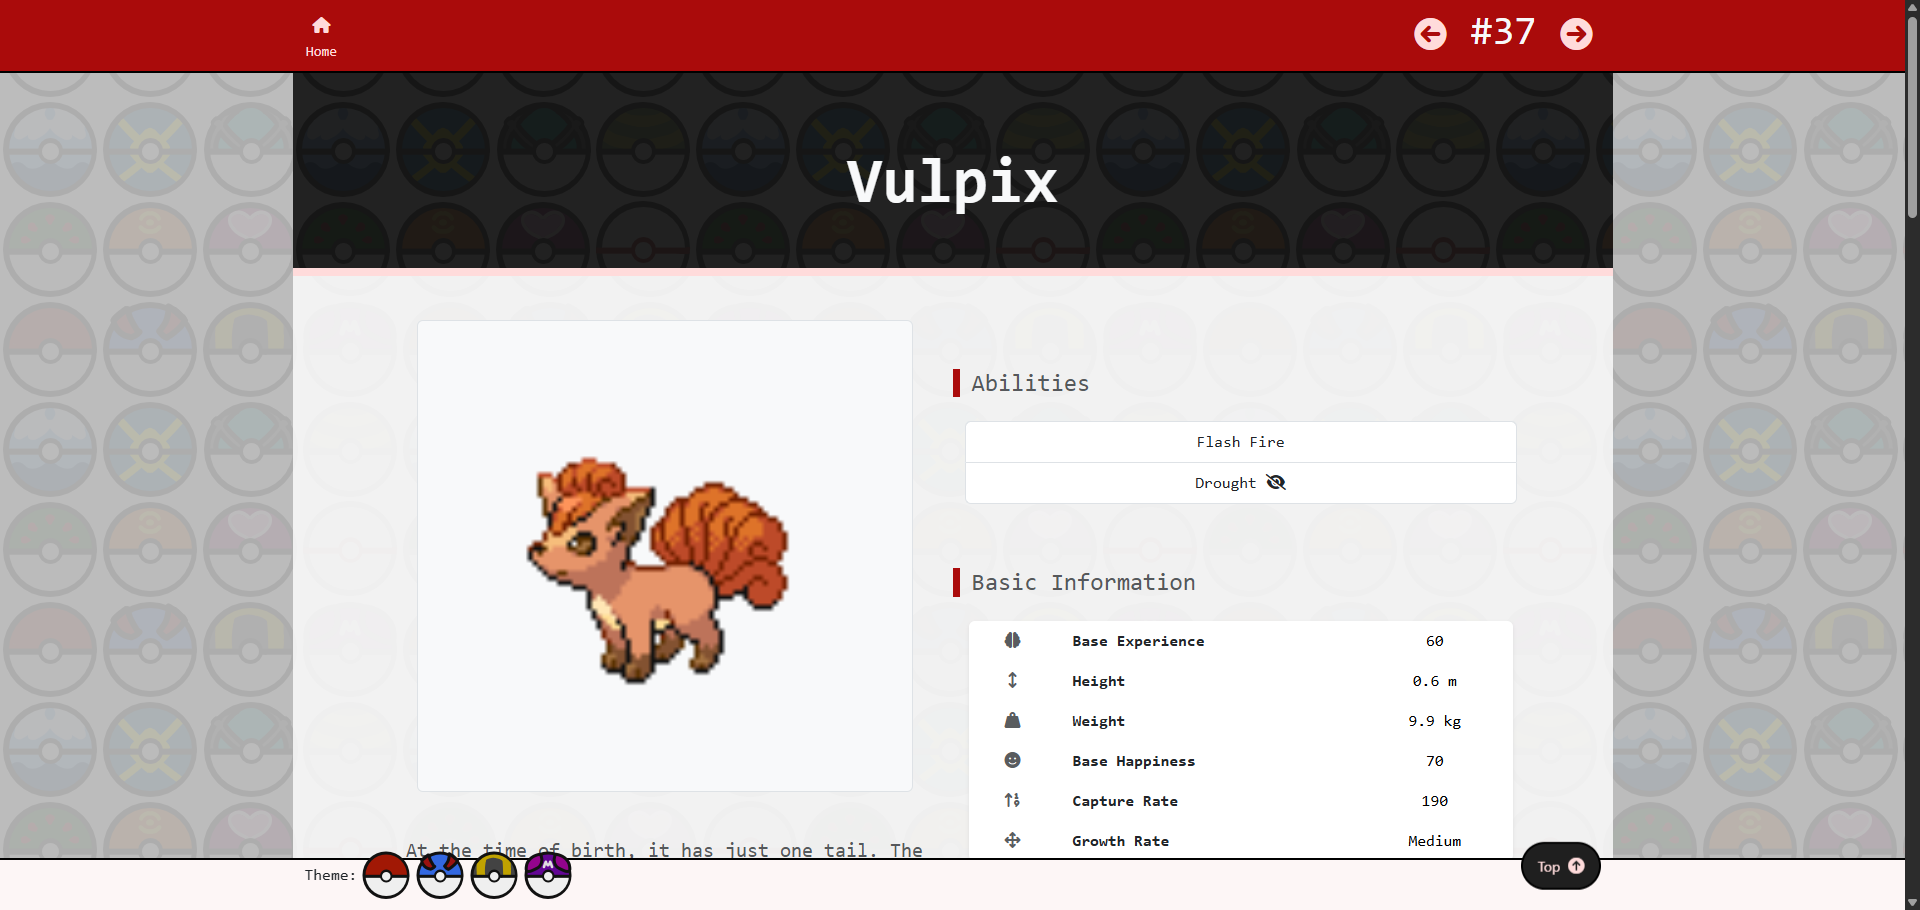 Home
#37
Vulpix
Abilities
Flash Fire
Drought
Basic Information
Base Experience 60
Height 0.6 m
Weight 9.9 kg
Base Happiness 70
Capture Rate 190
Growth Rate Medium
At the time of birth, it has just one tail. The
Theme:
M
Top